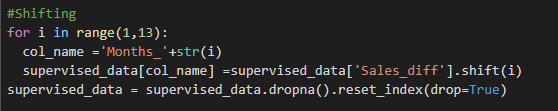 #Shifting
for i in range(1,13):
  col_name ='Months_'+str(i)
  supervised_data[col_name] =supervised_data['Sales_diff'].shift(i)
supervised_data = supervised_data.dropna().reset_index(drop=True)